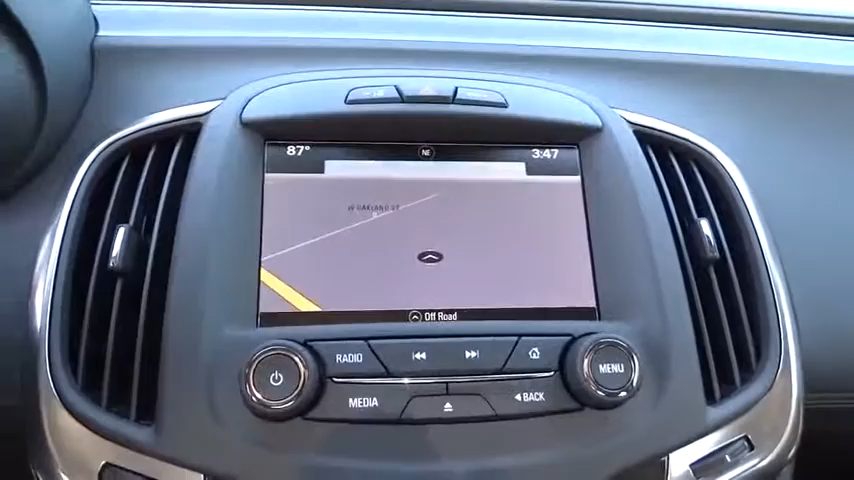 87° NE 3:47
W OAKLAND ST
Off Road
RADIO
MENU
MEDIA
BACK